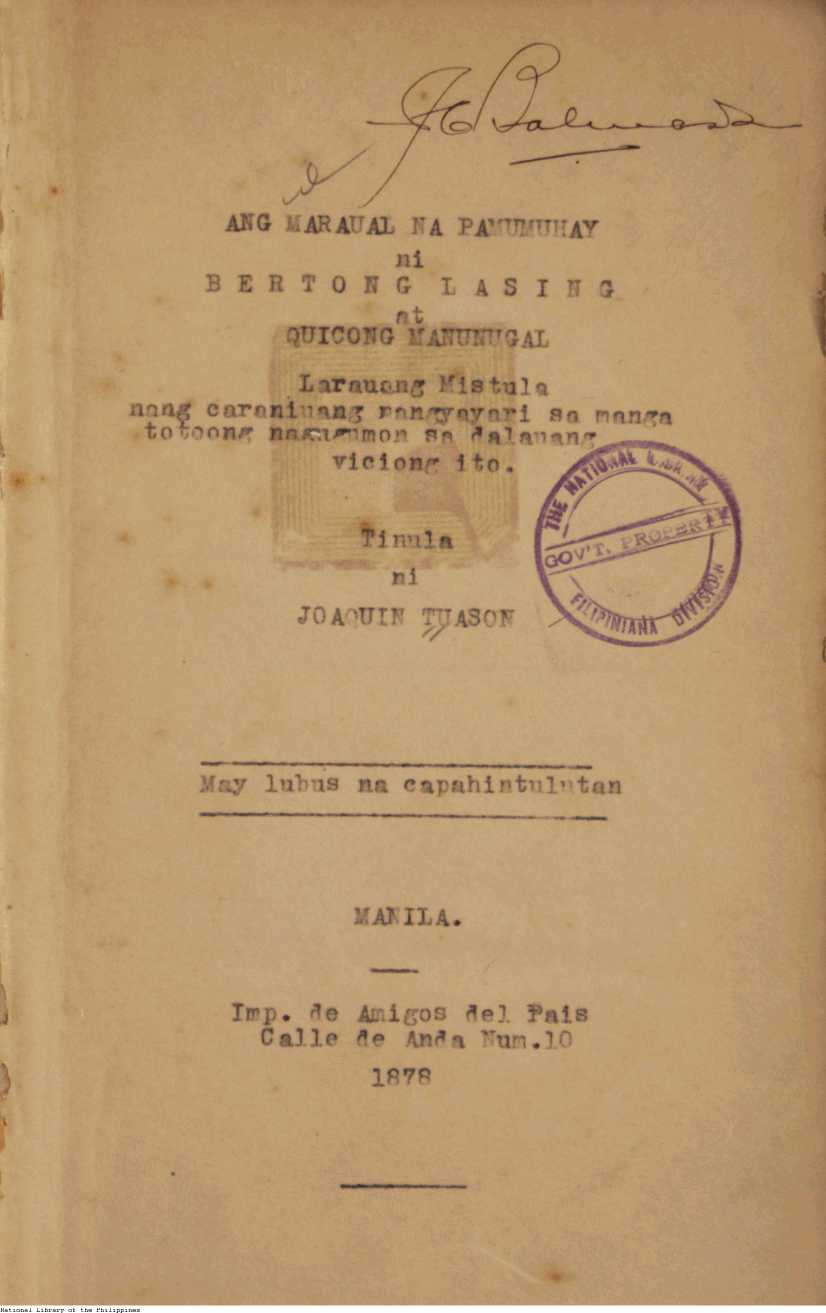 ANG MARAUAL NA PAMUMUHAY
ni
BERTONG LASING
at
QUICONG MANUNUGAL
Larauang Mistula
nang caraniuang mangyayari sa manga
totoong nagugumon sa dalauang
viciong ito.
THE NATIONAL LIBRARY
GOV'T. PROPERTY
FILIPINIANA DIVISION
Tinula
ni
JOAQUIN TUASON
May lubus na capahintulutan
MANILA.
Imp. de Amigos del Pais
Calle de Anda Num.10
1878
National Library of the Philippines